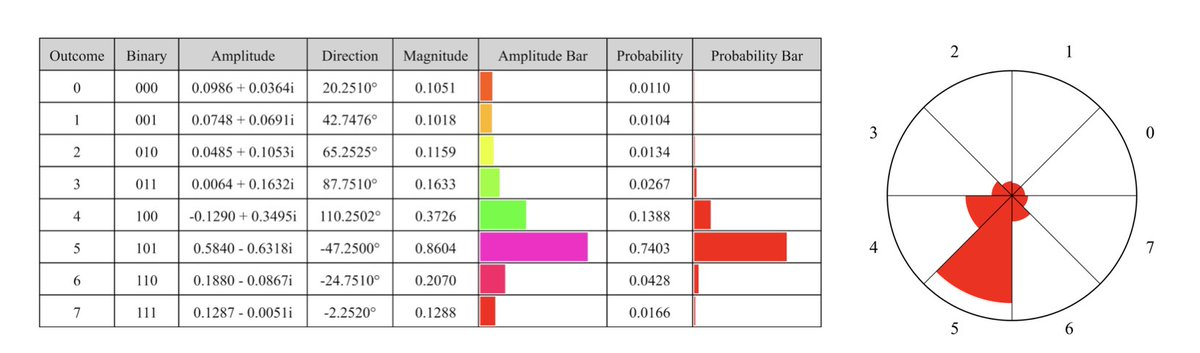 Outcome Binary Amplitude Direction Magnitude Amplitude Bar Probability Probability Bar
0 000 0.0986 + 0.0364i 20.2510° 0.1051 0.0110
1 001 0.0748 + 0.0691i 42.7476° 0.1018 0.0104
2 010 0.0485 + 0.1053i 65.2525° 0.1159 0.0134
3 011 0.0064 + 0.1632i 87.7510° 0.1633 0.0267
4 100 -0.1290 + 0.3495i 110.2502° 0.3726 0.1388
5 101 0.5840 - 0.6318i -47.2500° 0.8604 0.7403
6 110 0.1880 - 0.0867i -24.7510° 0.2070 0.0428
7 111 0.1287 - 0.0051i -2.2520° 0.1288 0.0166
2 1
3 0
4 7
5 6